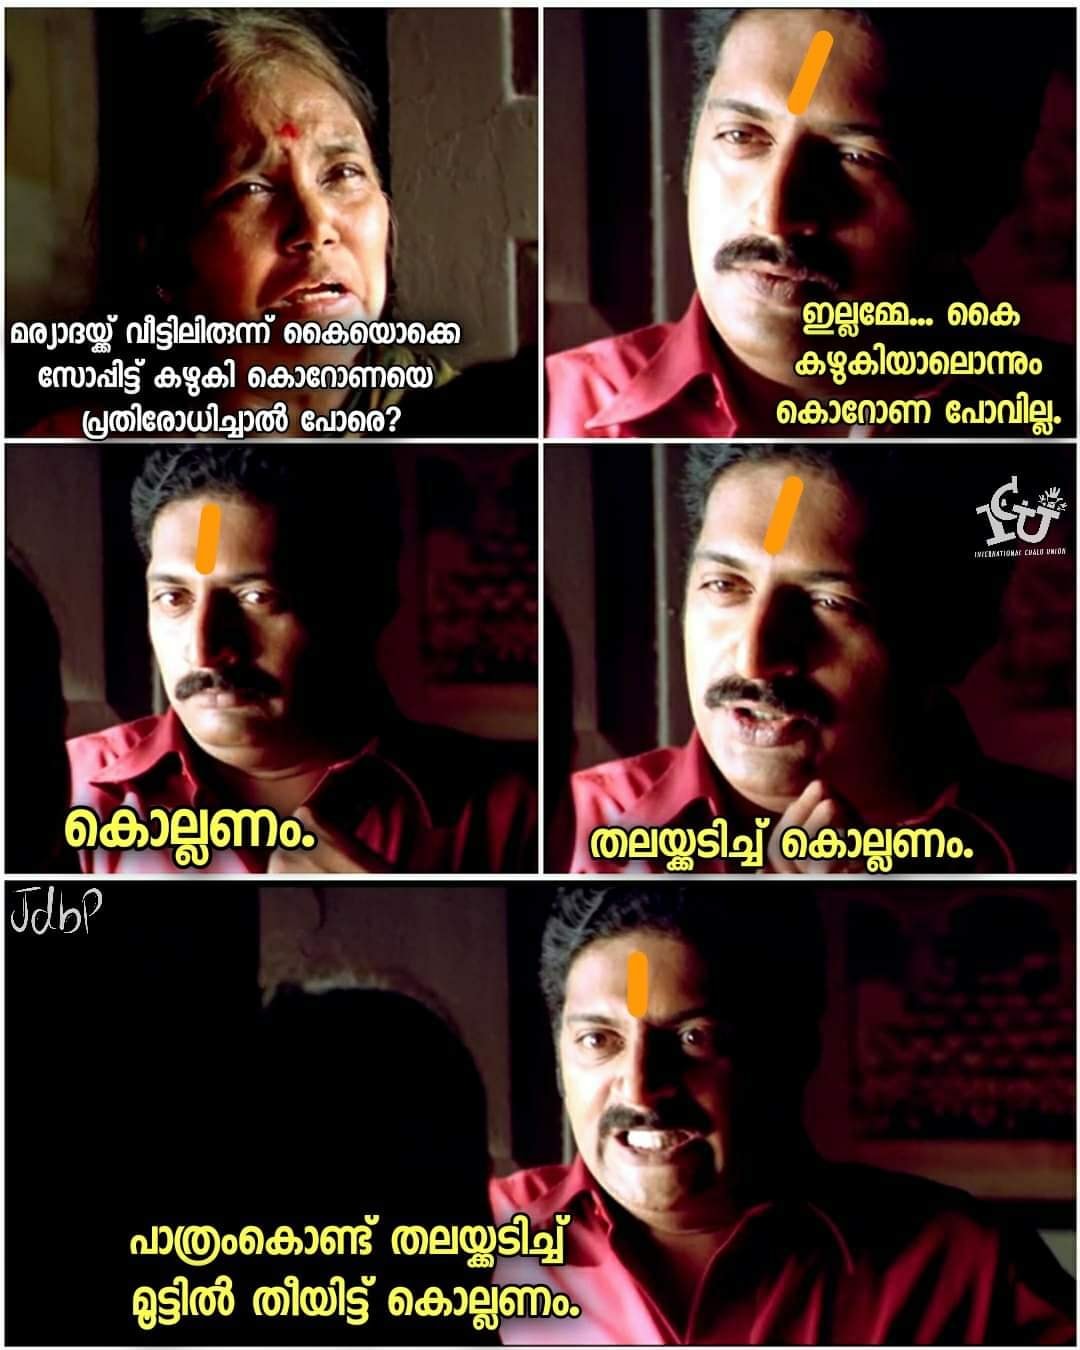 മര്യാദയ്ക്ക് വീട്ടിലിരുന്ന് കൈയൊക്കെ
സോപ്പിട്ട് കഴുകി കൊറോണയെ
പ്രതിരോധിച്ചാൽ പോരെ?
ഇല്ലമ്മേ... കൈ
കഴുകിയാലൊന്നും
കൊറോണ പോവില്ല.
കൊല്ലണം.
ICU
INTERNATIONAL CHALU UNION
തലയ്ക്കടിച്ച് കൊല്ലണം.
JdbP
പാത്രംകൊണ്ട് തലയ്ക്കടിച്ച്
മൂട്ടിൽ തീയിട്ട് കൊല്ലണം.